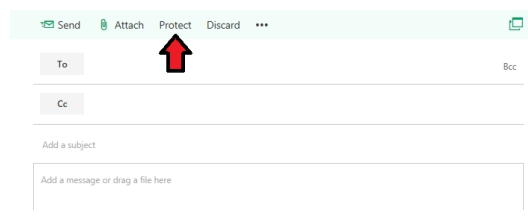 Send Attach Protect Discard •••
To Bcc
Cc
Add a subject
Add a message or drag a file here